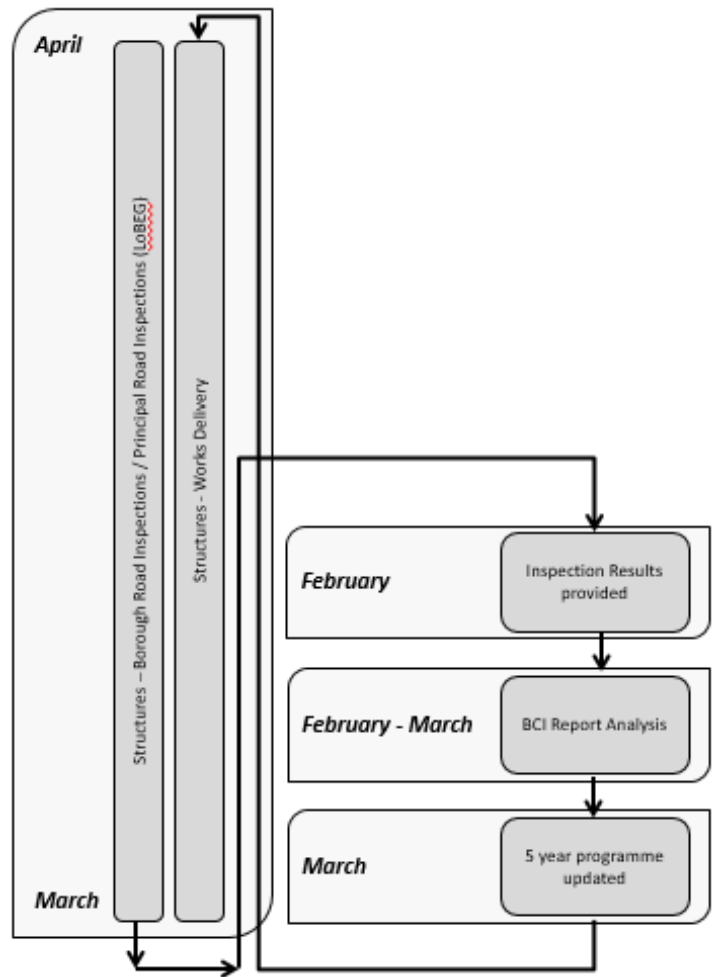 April
Structures – Borough Road Inspections / Principal Road Inspections (LoBEG)
Structures - Works Delivery
March
February
Inspection Results
provided
February - March
BCI Report Analysis
March
5 year programme
updated